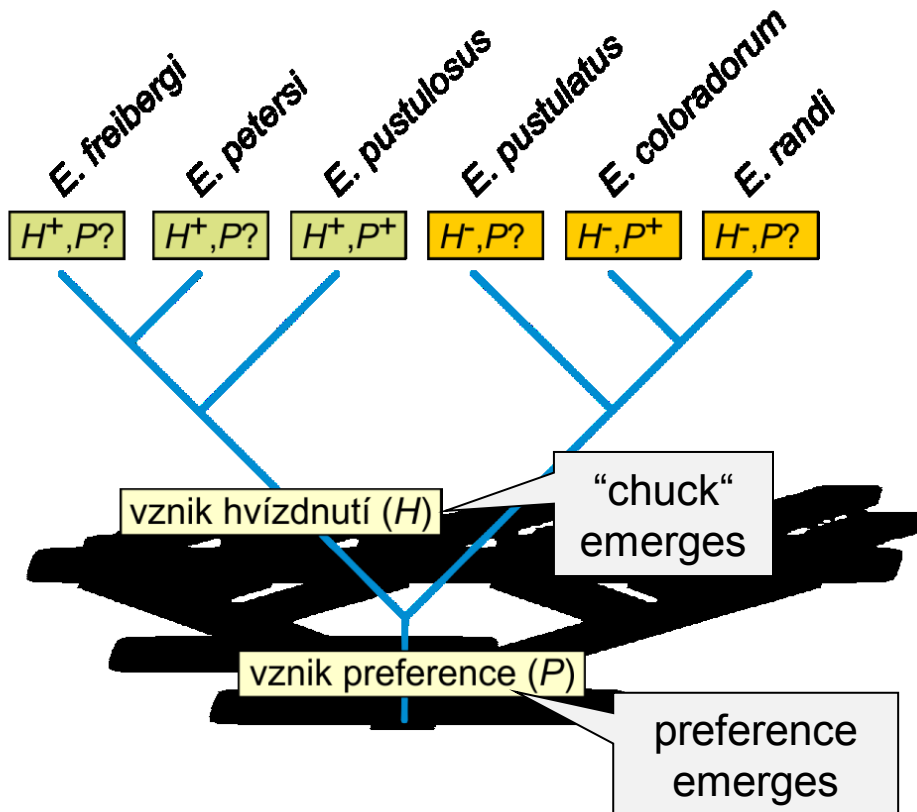 E. freibergi
E. petersi
E. pustulosus
E. pustulatus
E. coloradorum
E. randi
H+,P?
H+,P?
H+,P+
H-,P?
H-,P+
H-,P?
vznik hvízdnutí (H)
“chuck“
emerges
vznik preference (P)
preference
emerges